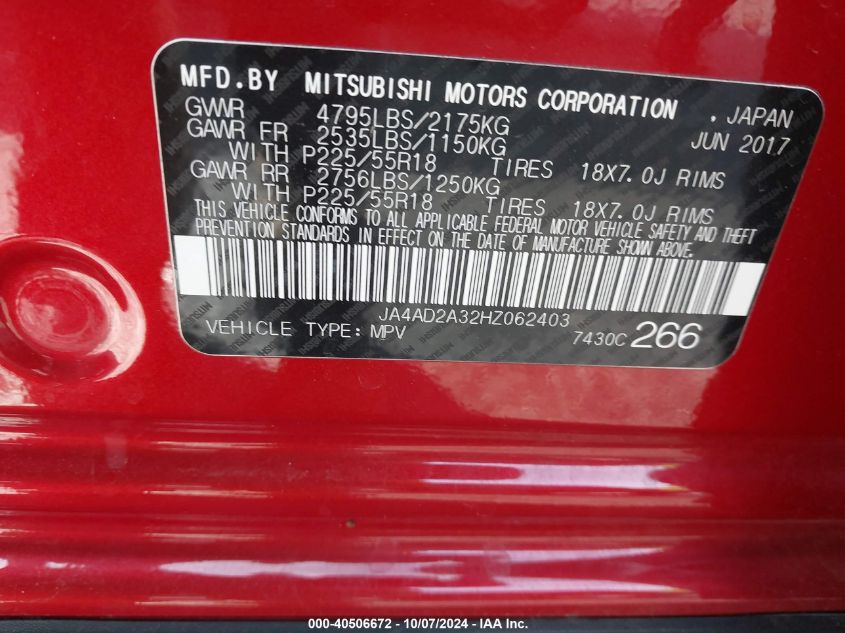 MFD.BY MITSUBISHI MOTORS CORPORATION . JAPAN
GVWR 4795LBS/2175KG JUN 2017
GAWR FR 2535LBS/1150KG
WITH P225/55R18 TIRES 18X7.0J RIMS
GAWR RR 2756LBS/1250KG
WITH P225/55R18 TIRES 18X7.0J RIMS
THIS VEHICLE CONFORMS TO ALL APPLICABLE FEDERAL MOTOR VEHICLE SAFETY AND THEFT
PREVENTION STANDARDS IN EFFECT ON THE DATE OF MANUFACTURE SHOWN ABOVE.
JA4AD2A32HZ062403
VEHICLE TYPE: MPV 7430C 266
000-40506672 - 10/07/2024 - IAA Inc.